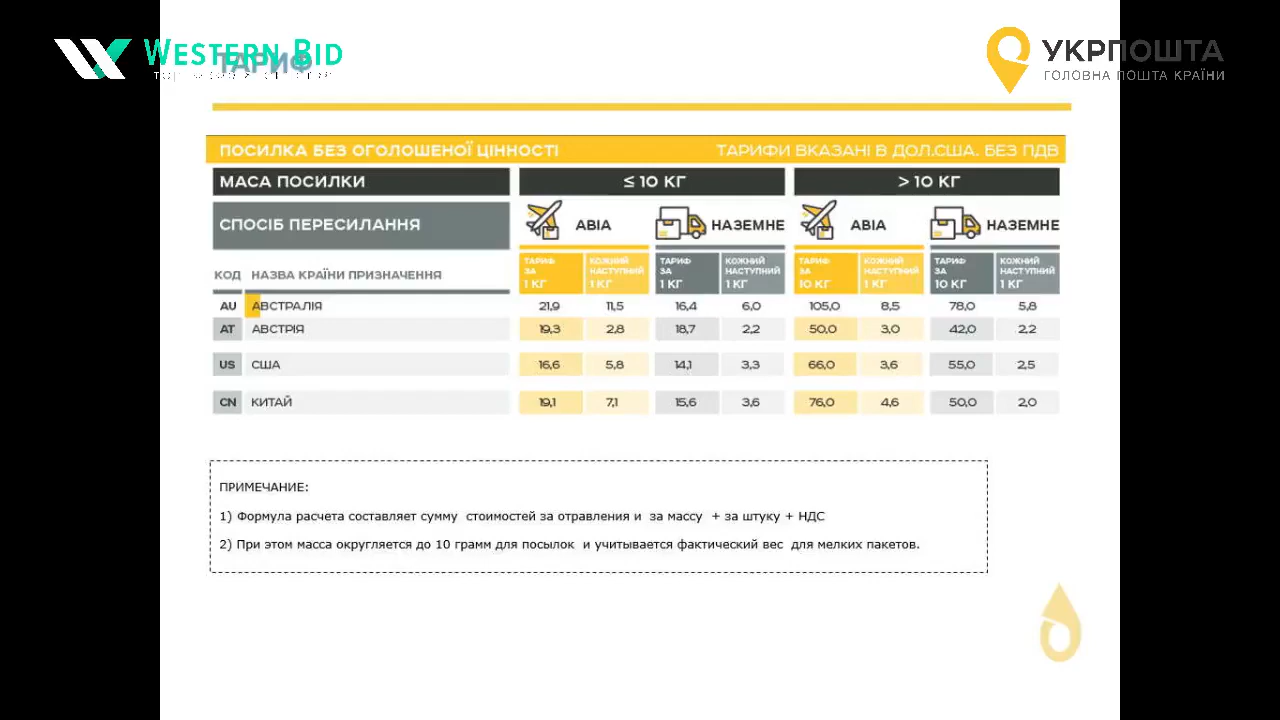 WESTERN BID
ТАРИФ
УКРПОШТА
ГОЛОВНА ПОШТА КРАЇНИ
ПОСИЛКА БЕЗ ОГОЛОШЕНОЇ ЦІННОСТІ ТАРИФИ ВКАЗАНІ В ДОЛ.США. БЕЗ ПДВ
МАСА ПОСИЛКИ ≤ 10 КГ > 10 КГ
СПОСІБ ПЕРЕСИЛАННЯ АВІА НАЗЕМНЕ АВІА НАЗЕМНЕ
КОД НАЗВА КРАЇНИ ПРИЗНАЧЕННЯ ТАРИФ ЗА 1 КГ КОЖНИЙ НАСТУПНИЙ 1 КГ ТАРИФ ЗА 1 КГ КОЖНИЙ НАСТУПНИЙ 1 КГ ТАРИФ ЗА 10 КГ КОЖНИЙ НАСТУПНИЙ 1 КГ ТАРИФ ЗА 10 КГ КОЖНИЙ НАСТУПНИЙ 1 КГ
AU АВСТРАЛІЯ 21,9 11,5 16,4 6,0 105,0 8,5 78,0 5,8
AT АВСТРІЯ 19,3 2,8 18,7 2,2 50,0 3,0 42,0 2,2
US США 16,6 5,8 14,1 3,3 66,0 3,6 55,0 2,5
CN КИТАЙ 19,1 7,1 15,6 3,6 76,0 4,6 50,0 2,0
ПРИМЕЧАНИЕ:
1) Формула расчета составляет сумму стоимостей за отравления и за массу + за штуку + НДС
2) При этом масса округляется до 10 грамм для посылок и учитывается фактический вес для мелких пакетов.